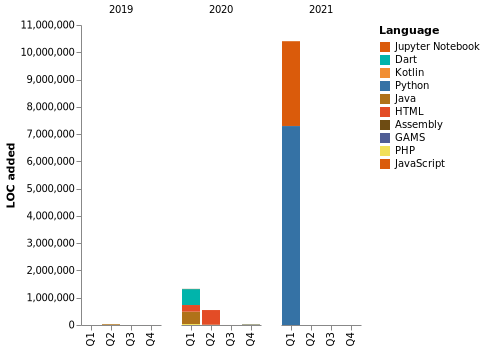 2019 2020 2021
Language
Jupyter Notebook
Dart
Kotlin
Python
Java
HTML
Assembly
GAMS
PHP
JavaScript
LOC added
11,000,000
10,000,000
9,000,000
8,000,000
7,000,000
6,000,000
5,000,000
4,000,000
3,000,000
2,000,000
1,000,000
0
Q1 Q2 Q3 Q4 Q1 Q2 Q3 Q4 Q1 Q2 Q3 Q4